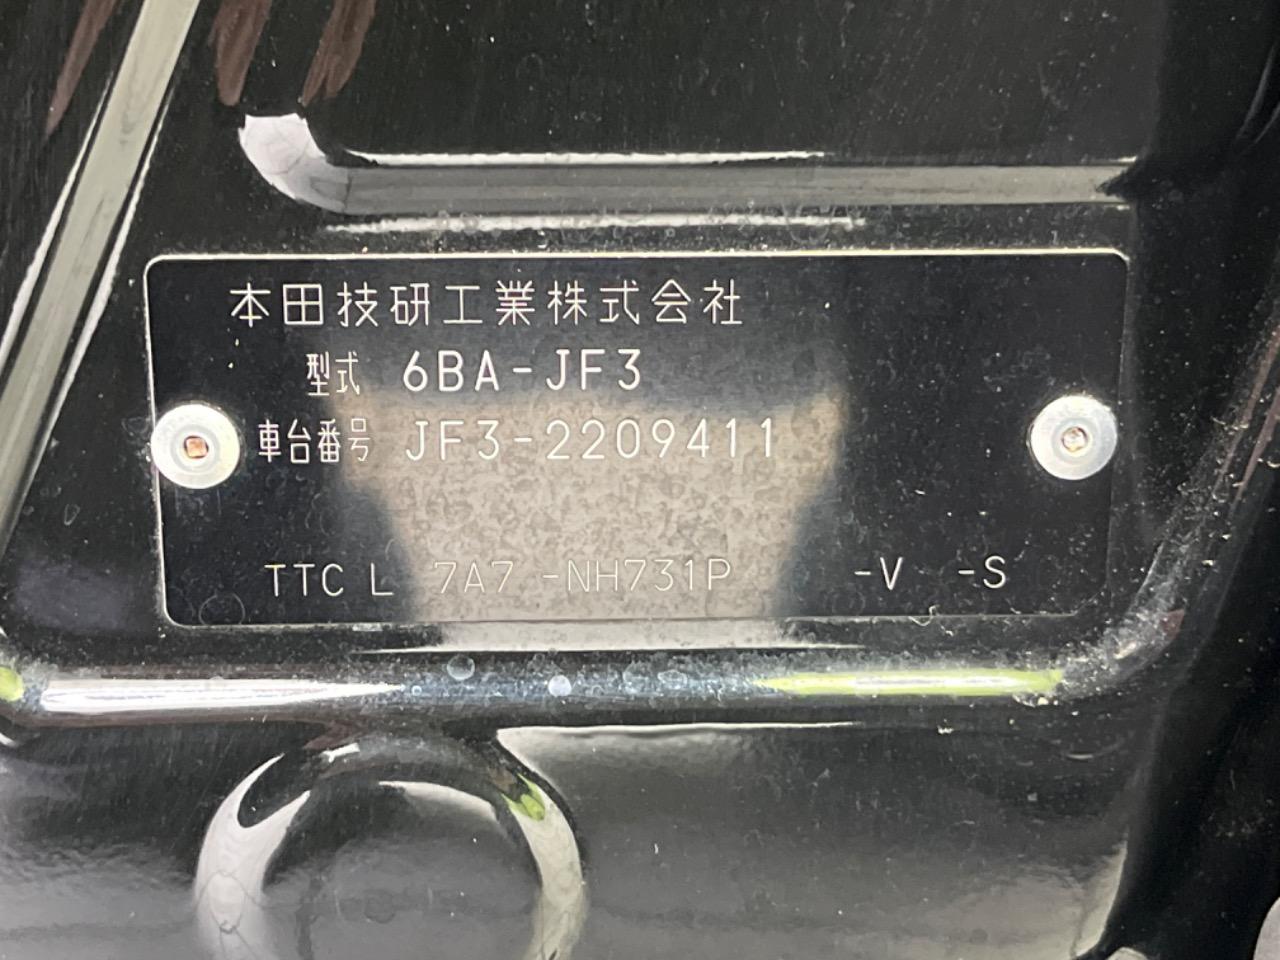 本田技研工業株式会社
型式 6BA-JF3
車台番号 JF3-2209411
TTC L 7A7 -NH731P -V -S